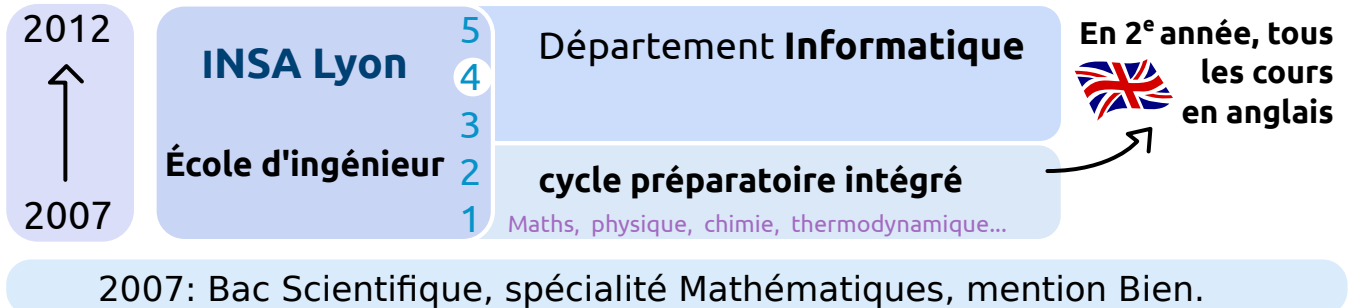 2012
2007
INSA Lyon
École d'ingénieur
5
4
3
2
1
Département Informatique
cycle préparatoire intégré
Maths, physique, chimie, thermodynamique...
En 2e année, tous
les cours
en anglais
2007: Bac Scientifique, spécialité Mathématiques, mention Bien.